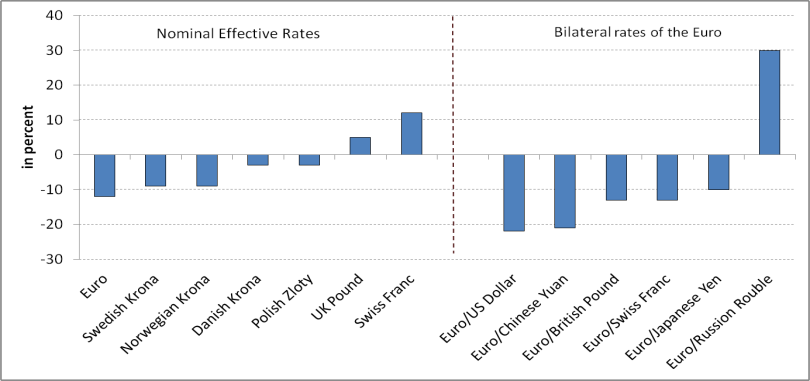 Nominal Effective Rates
Bilateral rates of the Euro
in percent
40
30
20
10
0
-10
-20
-30
Euro
Swedish Krona
Norwegian Krona
Danish Krona
Polish Zloty
UK Pound
Swiss Franc
Euro/US Dollar
Euro/Chinese Yuan
Euro/British Pound
Euro/Swiss Franc
Euro/Japanese Yen
Euro/Russion Rouble